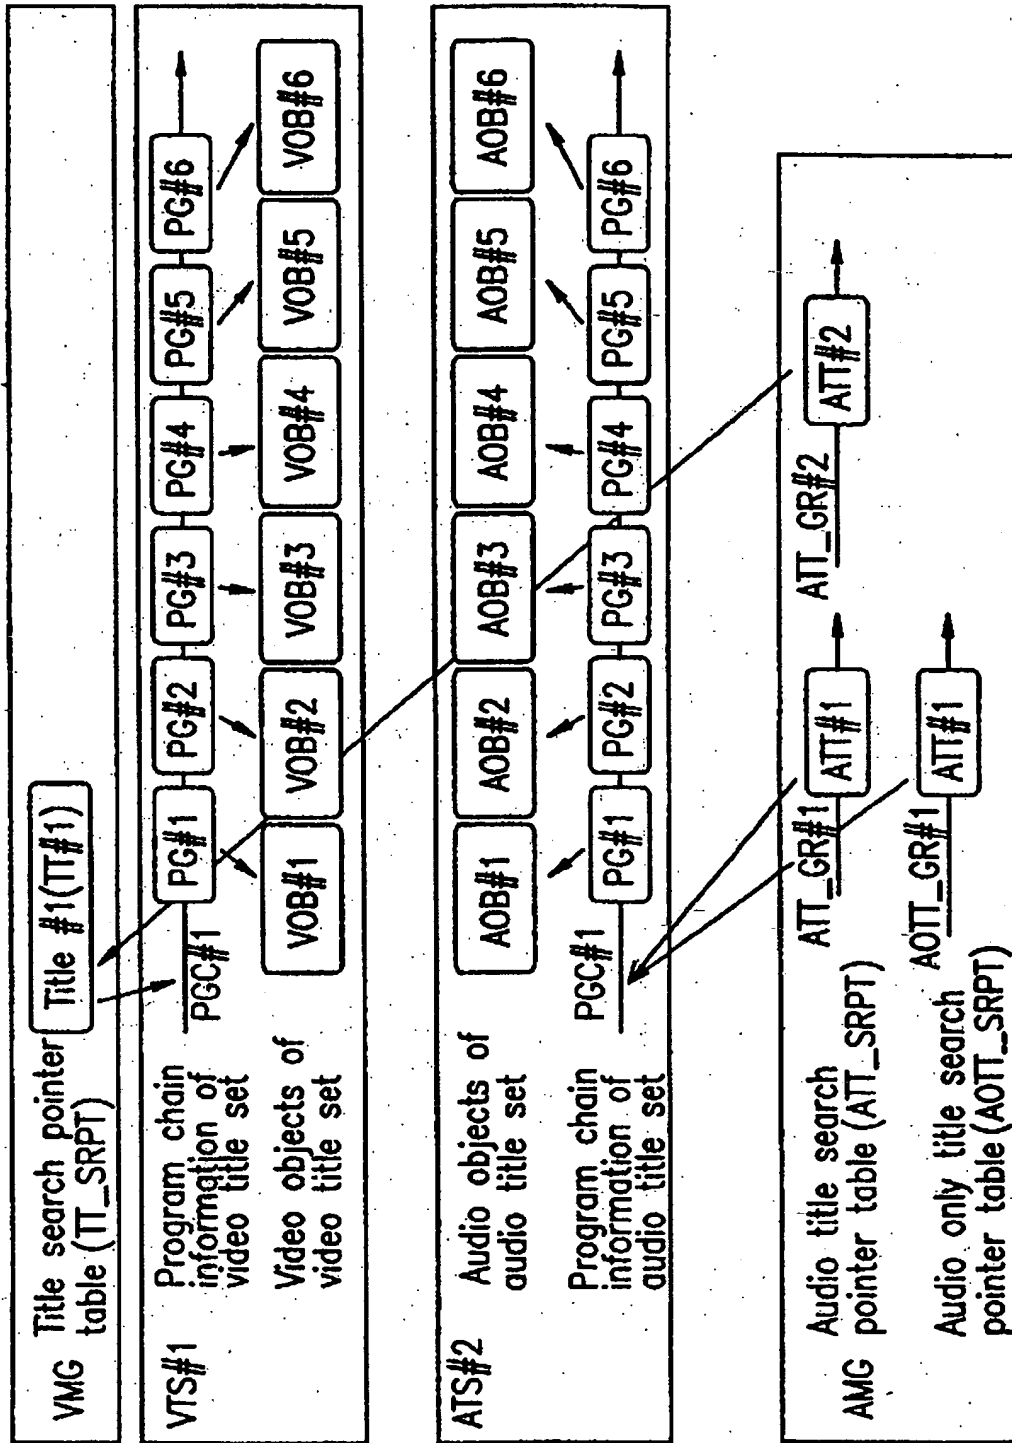 VMG
Title search pointer
table (TT_SRPT)
Title #1(TT#1)
VTS#1
Program chain
information of
video title set
PGC#1
PG#1
PG#2
PG#3
PG#4
PG#5
PG#6
Video objects of
video title set
VOB#1
VOB#2
VOB#3
VOB#4
VOB#5
VOB#6
ATS#2
Audio objects of
audio title set
AOB#1
AOB#2
AOB#3
AOB#4
AOB#5
AOB#6
Program chain
information of
audio title set
PGC#1
PG#1
PG#2
PG#3
PG#4
PG#5
PG#6
AMG
Audio title search
pointer table (ATT_SRPT)
ATT_GR#1
ATT#1
ATT_GR#2
ATT#2
Audio only title search
pointer table (AOTT_SRPT)
AOTT_GR#1
ATT#1